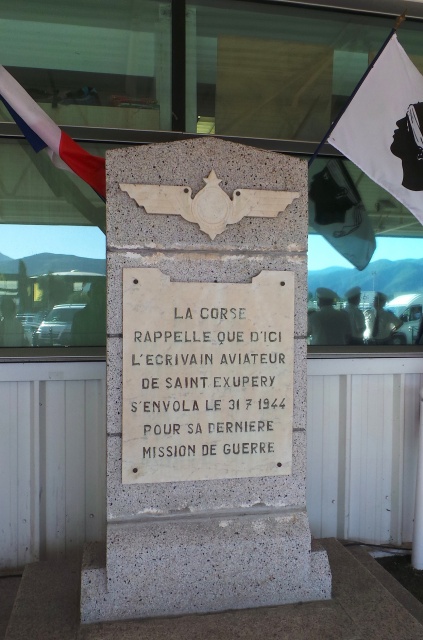 LA CORSE
RAPPELLE QUE D'ICI
L'ECRIVAIN AVIATEUR
DE SAINT EXUPERY
S'ENVOLA LE 31 7 1944
POUR SA DERNIERE
MISSION DE GUERRE